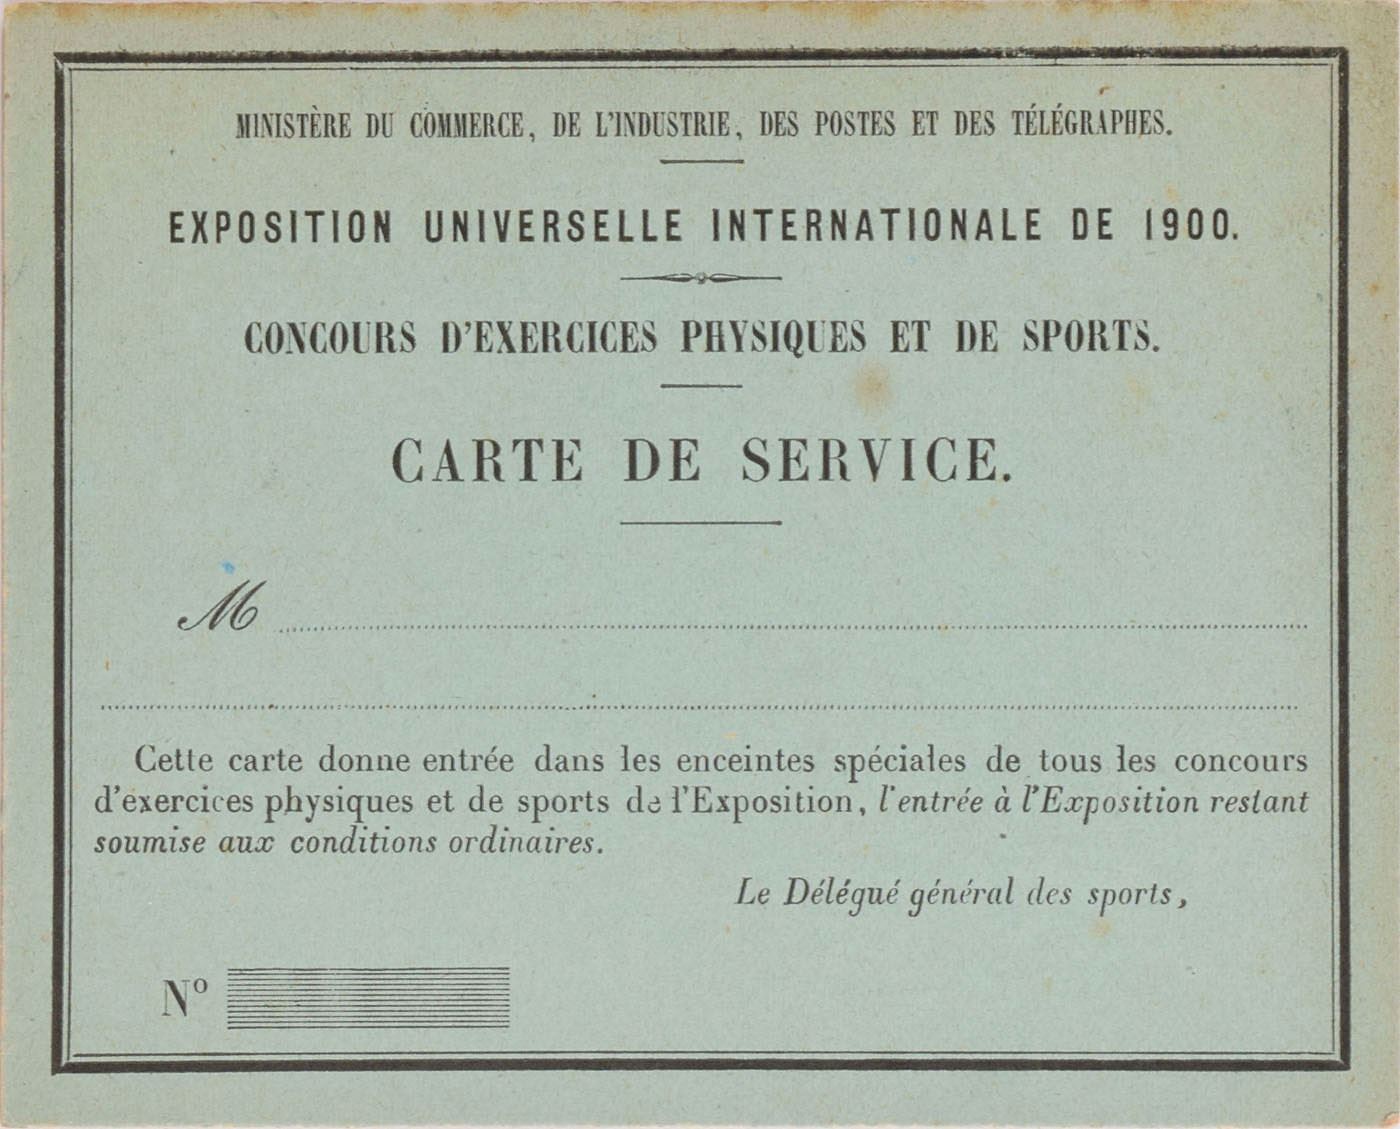 MINISTÈRE DU COMMERCE, DE L'INDUSTRIE, DES POSTES ET DES TÉLÉGRAPHES.
EXPOSITION UNIVERSELLE INTERNATIONALE DE 1900.
CONCOURS D'EXERCICES PHYSIQUES ET DE SPORTS.
CARTE DE SERVICE.
M
Cette carte donne entrée dans les enceintes spéciales de tous les concours
d'exercices physiques et de sports de l'Exposition, l'entrée à l'Exposition restant
soumise aux conditions ordinaires.
Le Délégué général des sports,
Nº